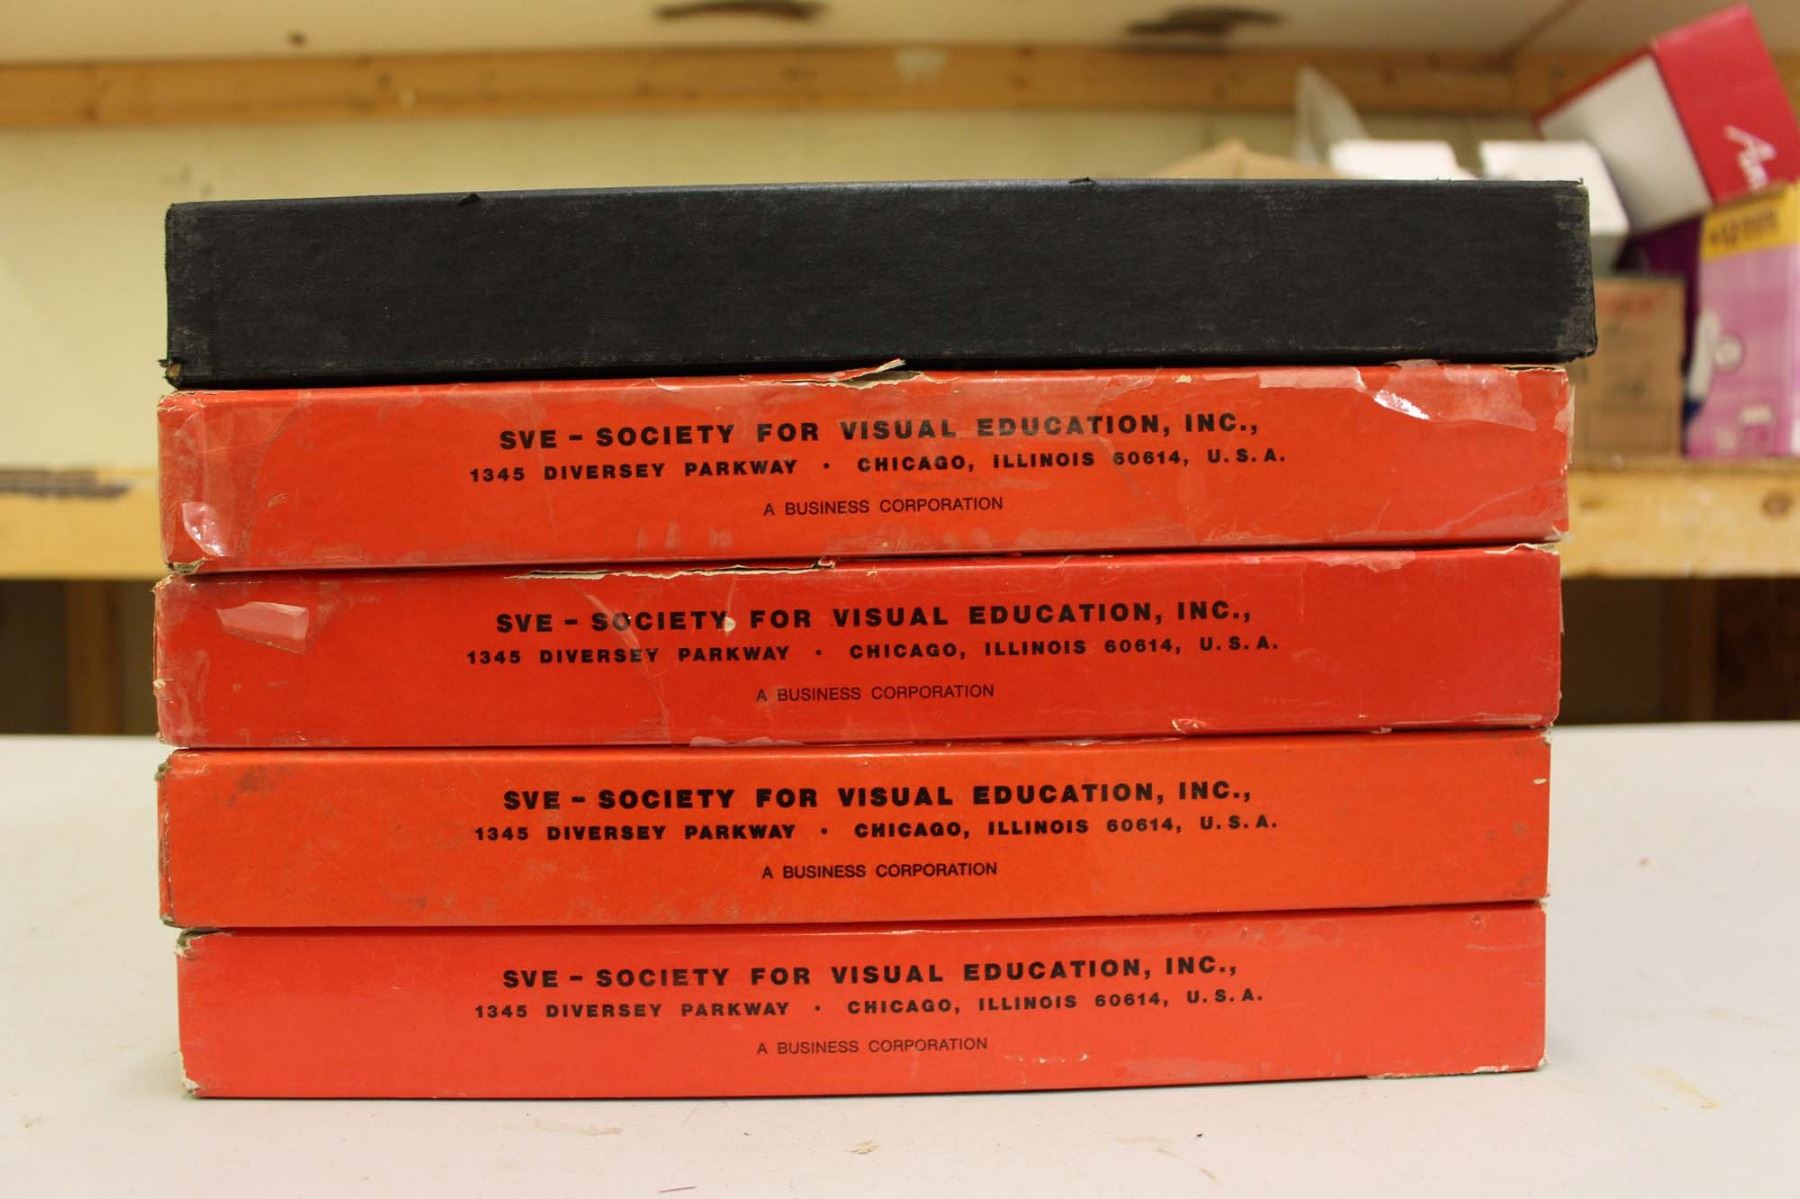 SVE - SOCIETY FOR VISUAL EDUCATION, INC.,
1345 DIVERSEY PARKWAY • CHICAGO, ILLINOIS 60614, U.S.A.
A BUSINESS CORPORATION
SVE - SOCIETY FOR VISUAL EDUCATION, INC.,
1345 DIVERSEY PARKWAY • CHICAGO, ILLINOIS 60614, U.S.A.
A BUSINESS CORPORATION
SVE - SOCIETY FOR VISUAL EDUCATION, INC.,
1345 DIVERSEY PARKWAY • CHICAGO, ILLINOIS 60614, U.S.A.
A BUSINESS CORPORATION
SVE - SOCIETY FOR VISUAL EDUCATION, INC.,
1345 DIVERSEY PARKWAY • CHICAGO, ILLINOIS 60614, U.S.A.
A BUSINESS CORPORATION